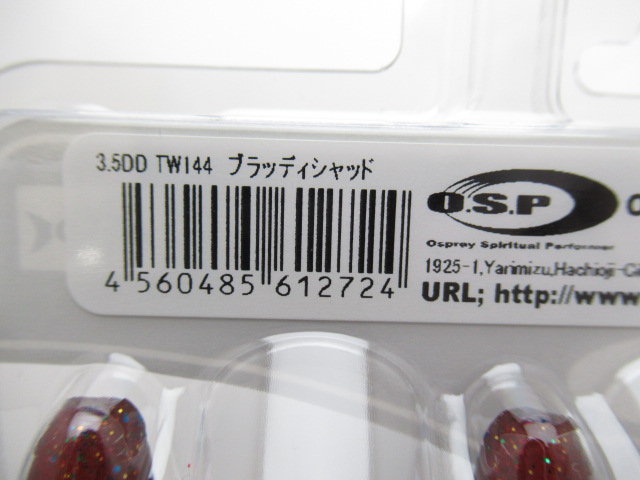 3.5DD TW144 ブラッディシャッド
4 560485 612724
O.S.P
Osprey Spiritual Performer
1925-1,Yarimizu,Hachioji-C
URL; http://www